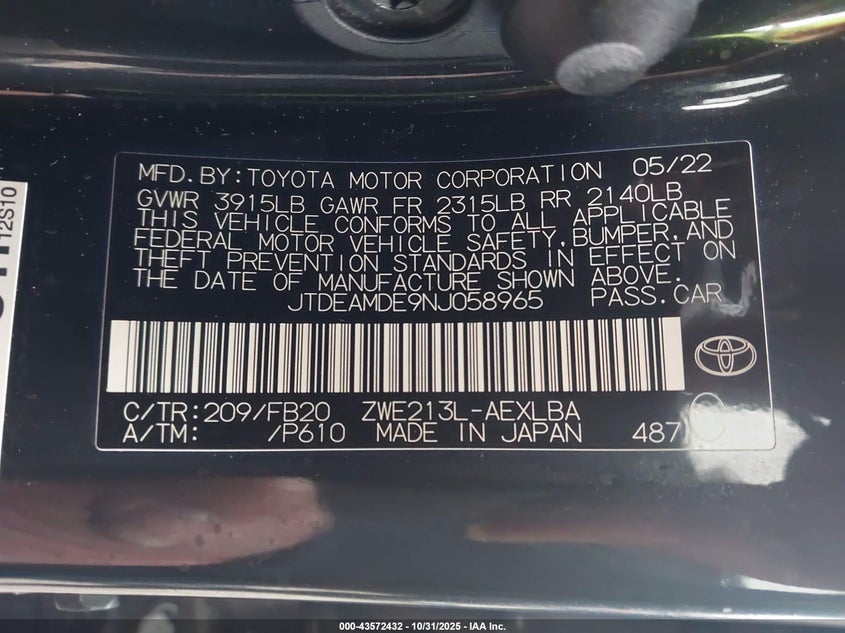 MFD.BY:TOYOTA MOTOR CORPORATION 05/22
GVWR 3915LB GAWR FR 2315LB RR 2140LB
THIS VEHICLE CONFORMS TO ALL APPLICABLE
FEDERAL MOTOR VEHICLE SAFETY,BUMPER,AND
THEFT PREVENTION STANDARDS IN EFFECT ON
THE DATE OF MANUFACTURE SHOWN ABOVE.
JTDEAMDE9NJ058965 PASS.CAR
C/TR:209/FB20 ZWE213L-AEXLBA
A/TM: /P610 MADE IN JAPAN 487 C
12S10
000-43572432 - 10/31/2025 - IAA Inc.